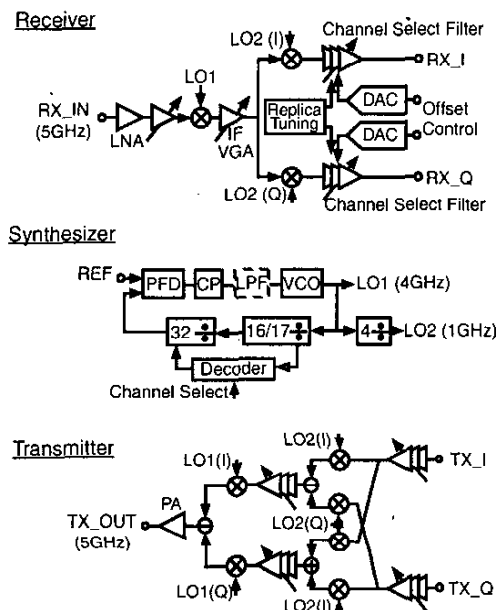 Receiver
LO2 (I)
Channel Select Filter
RX_I
LO1
RX_IN
(5GHz)
LNA
IF
VGA
Replica
Tuning
DAC
Offset
Control
DAC
LO2 (Q)
RX_Q
Channel Select Filter
Synthesizer
REF
PFD
CP
LPF
VCO
LO1 (4GHz)
32 ÷
16/17 ÷
4 ÷
LO2 (1GHz)
Decoder
Channel Select
Transmitter
LO2(I)
TX_I
LO1(I)
PA
TX_OUT
(5GHz)
LO2(Q)
LO1(Q)
LO2(I)
TX_Q